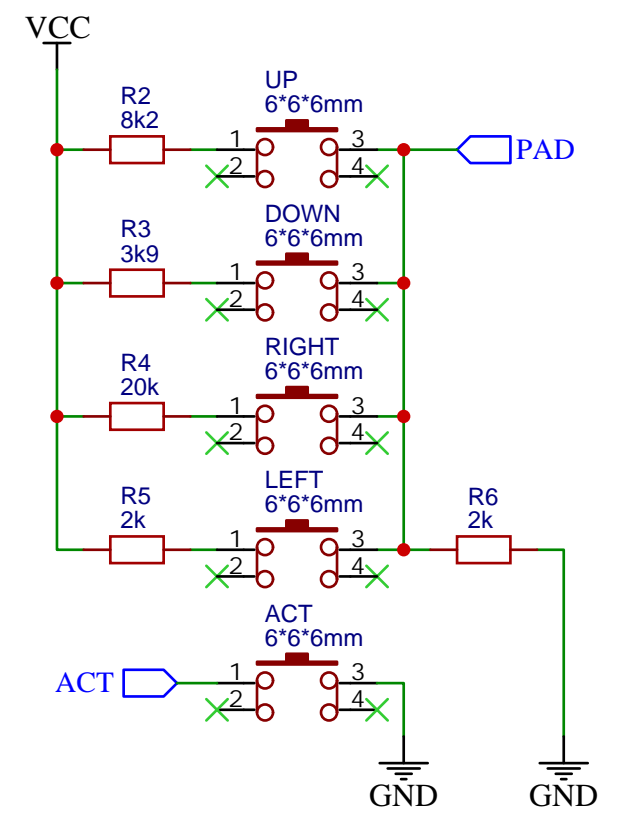 VCC
UP
6*6*6mm
R2
8k2
1
3
2
4
PAD
DOWN
6*6*6mm
R3
3k9
1
3
2
4
RIGHT
6*6*6mm
R4
20k
1
3
2
4
LEFT
6*6*6mm
R5
2k
1
3
2
4
R6
2k
ACT
6*6*6mm
ACT
1
3
2
4
GND
GND